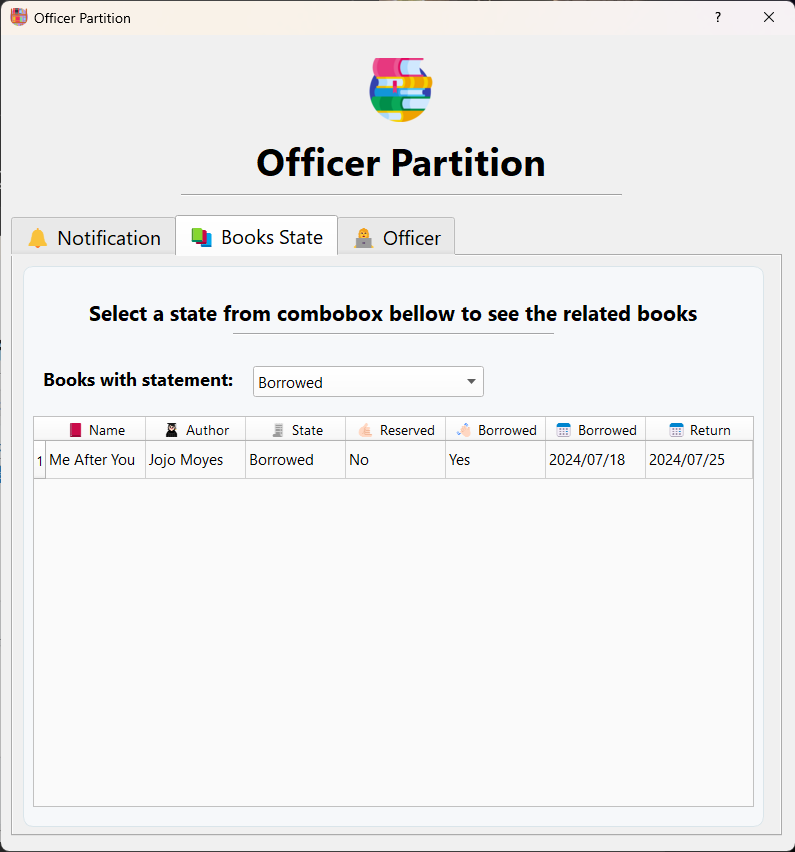 Officer Partition
?
Officer Partition
Notification
Books State
Officer
Select a state from combobox bellow to see the related books
Books with statement: Borrowed
Name Author State Reserved Borrowed Borrowed Return
1 Me After You Jojo Moyes Borrowed No Yes 2024/07/18 2024/07/25